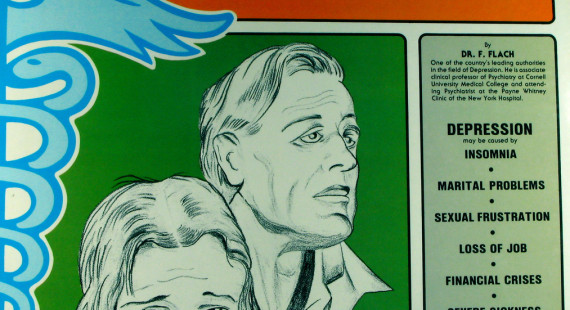 By
DR. F. FLACH
One of the country's leading authorities
in the field of Depression. He is associate
clinical professor of Psychiatry at Cornell
University Medical College and attend-
ing Psychiatrist at the Payne Whitney
Clinic of the New York Hospital.
DEPRESSION
may be caused by
INSOMNIA
•
MARITAL PROBLEMS
•
SEXUAL FRUSTRATION
•
LOSS OF JOB
•
FINANCIAL CRISES
•
SEVERE SICKNESS